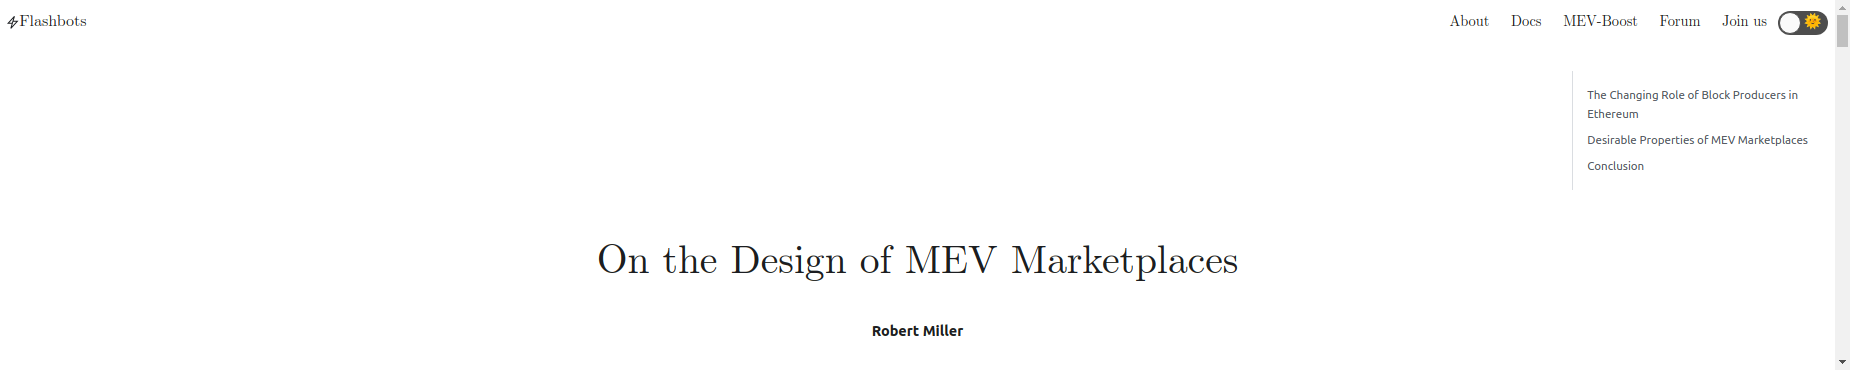 Flashbots
About Docs MEV-Boost Forum Join us
The Changing Role of Block Producers in
Ethereum
Desirable Properties of MEV Marketplaces
Conclusion
On the Design of MEV Marketplaces
Robert Miller